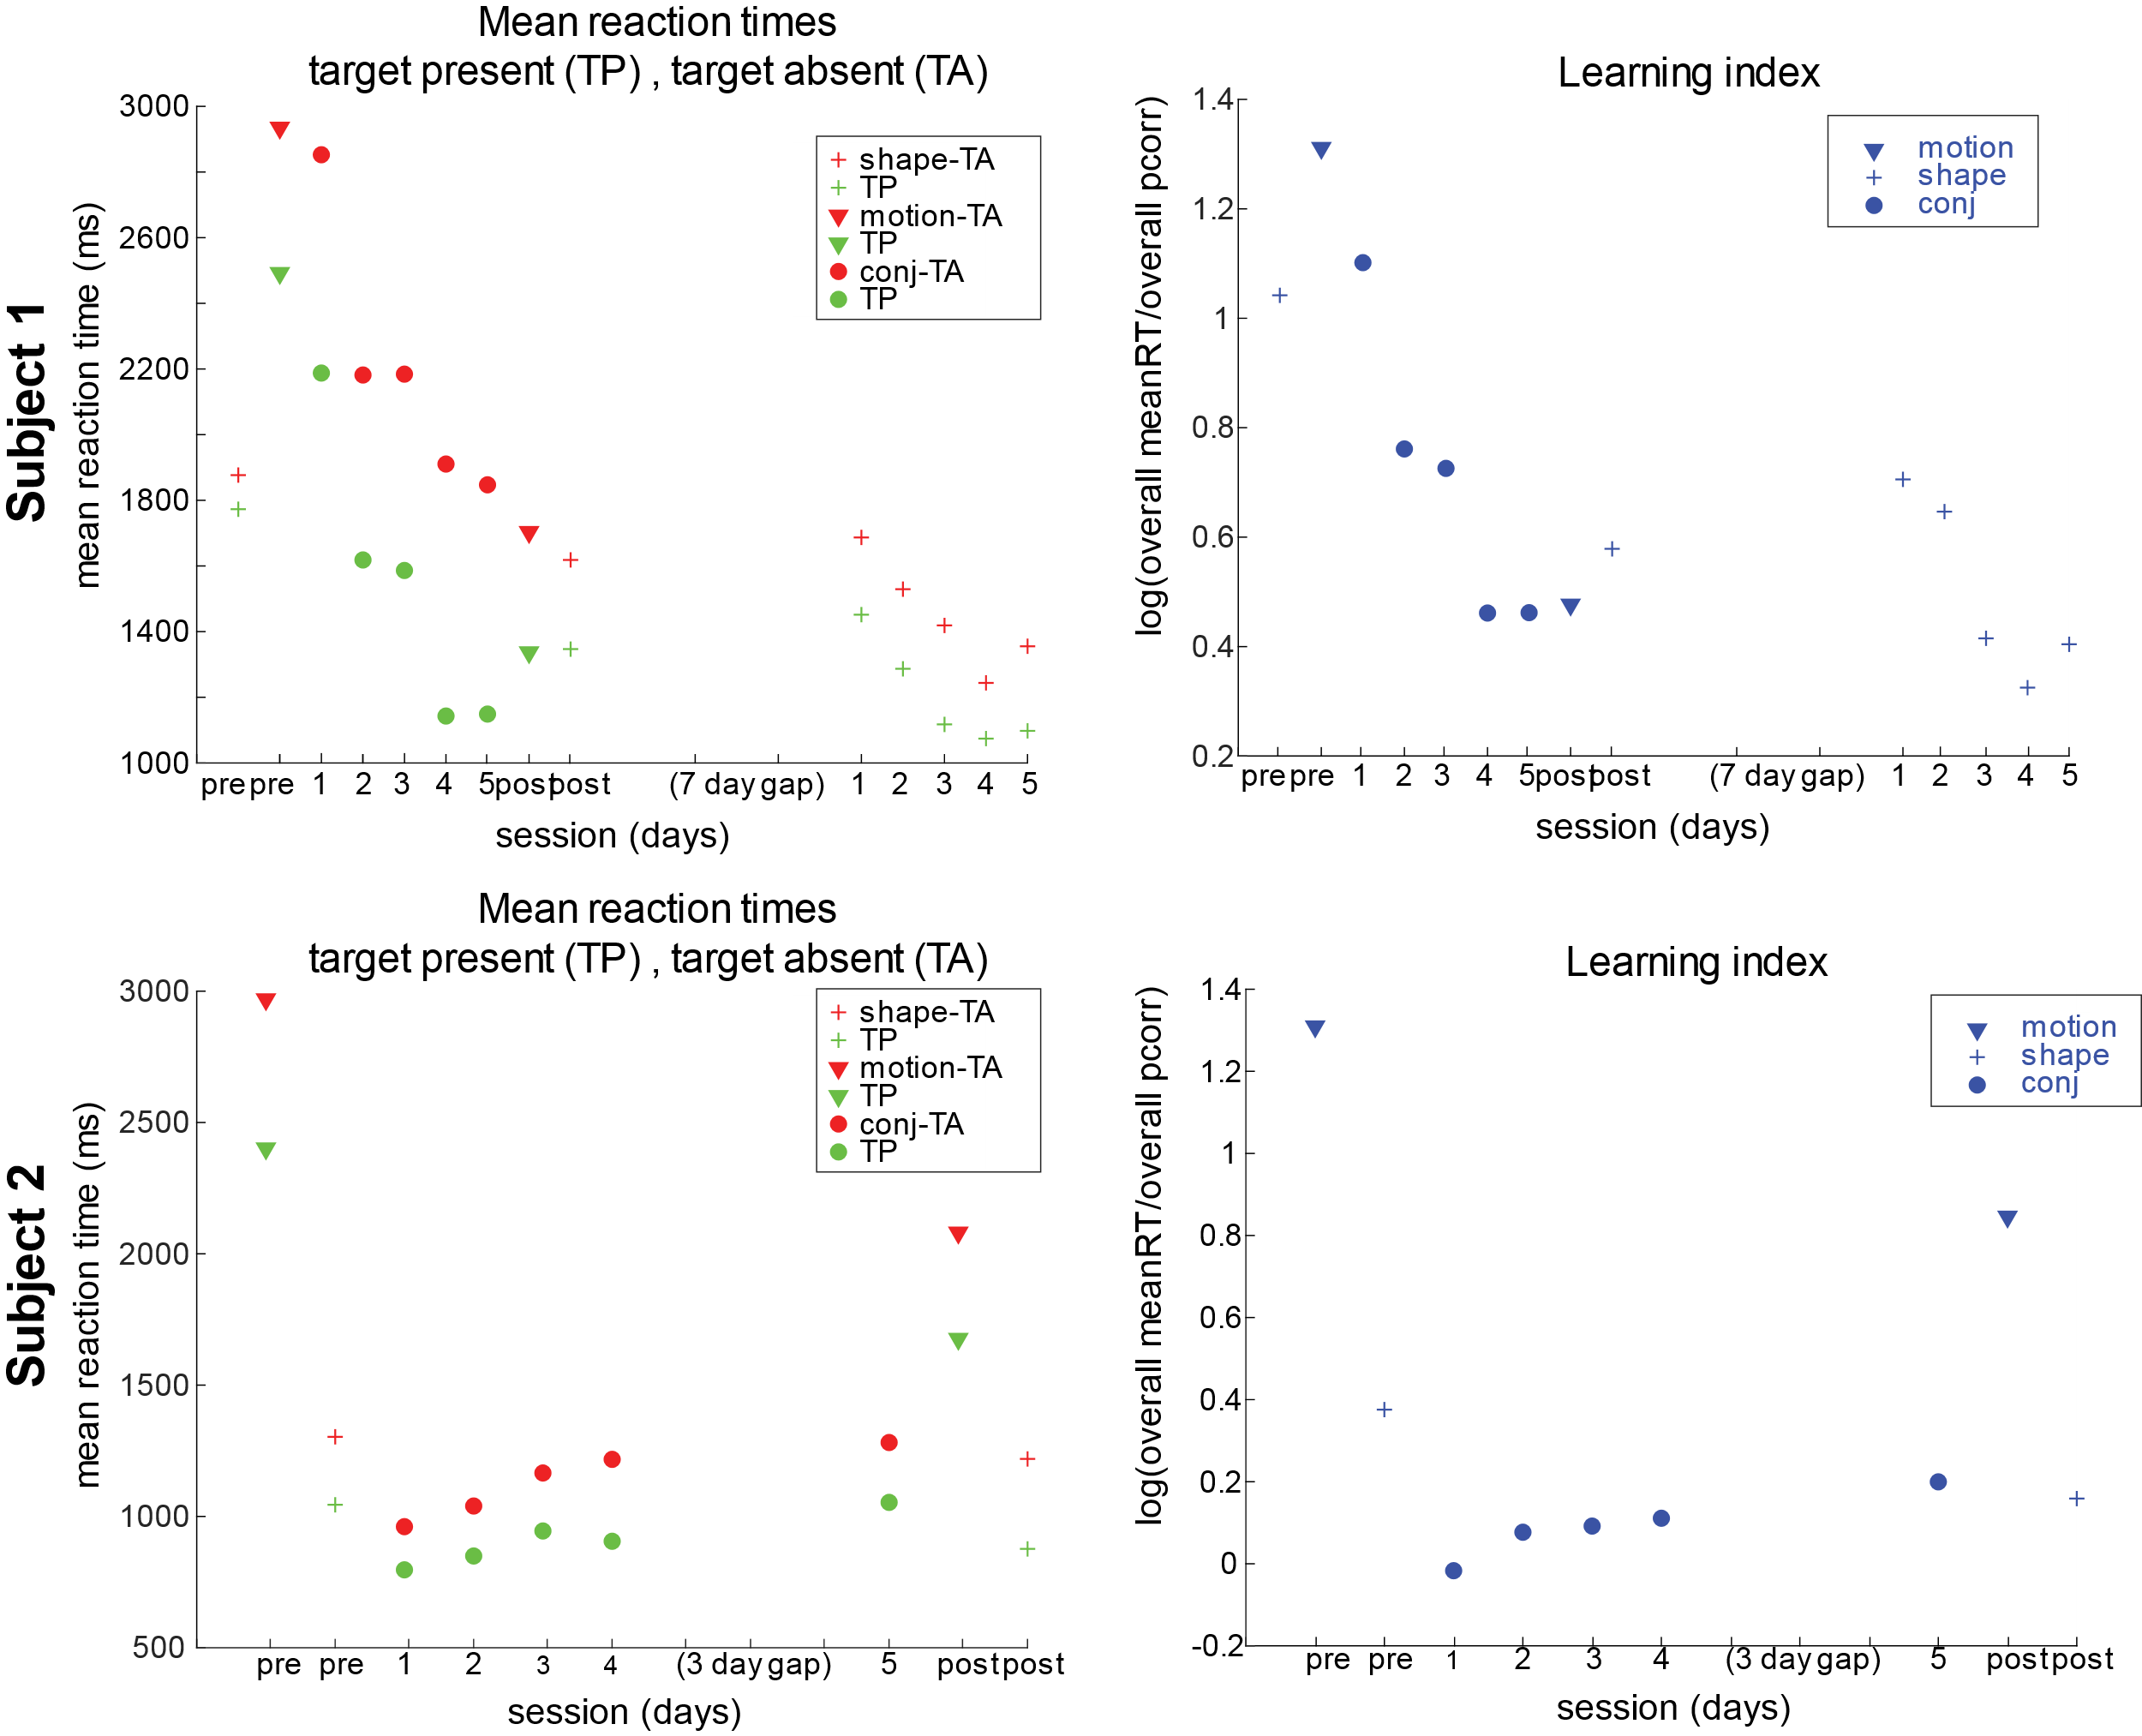 Mean reaction times
target present (TP) , target absent (TA)
Subject 1
mean reaction time (ms)
3000
2600
2200
1800
1400
1000
shape-TA
TP
motion-TA
TP
conj-TA
TP
pre pre 1 2 3 4 5 post post (7 day gap) 1 2 3 4 5
session (days)
Learning index
log(overall meanRT/overall pcorr)
1.4
1.2
1
0.8
0.6
0.4
0.2
motion
shape
conj
pre pre 1 2 3 4 5 post post (7 day gap) 1 2 3 4 5
session (days)
Mean reaction times
target present (TP) , target absent (TA)
Subject 2
mean reaction time (ms)
3000
2500
2000
1500
1000
500
shape-TA
TP
motion-TA
TP
conj-TA
TP
pre pre 1 2 3 4 (3 day gap) 5 post post
session (days)
Learning index
log(overall meanRT/overall pcorr)
1.4
1.2
1
0.8
0.6
0.4
0.2
0
-0.2
motion
shape
conj
pre pre 1 2 3 4 (3 day gap) 5 post post
session (days)